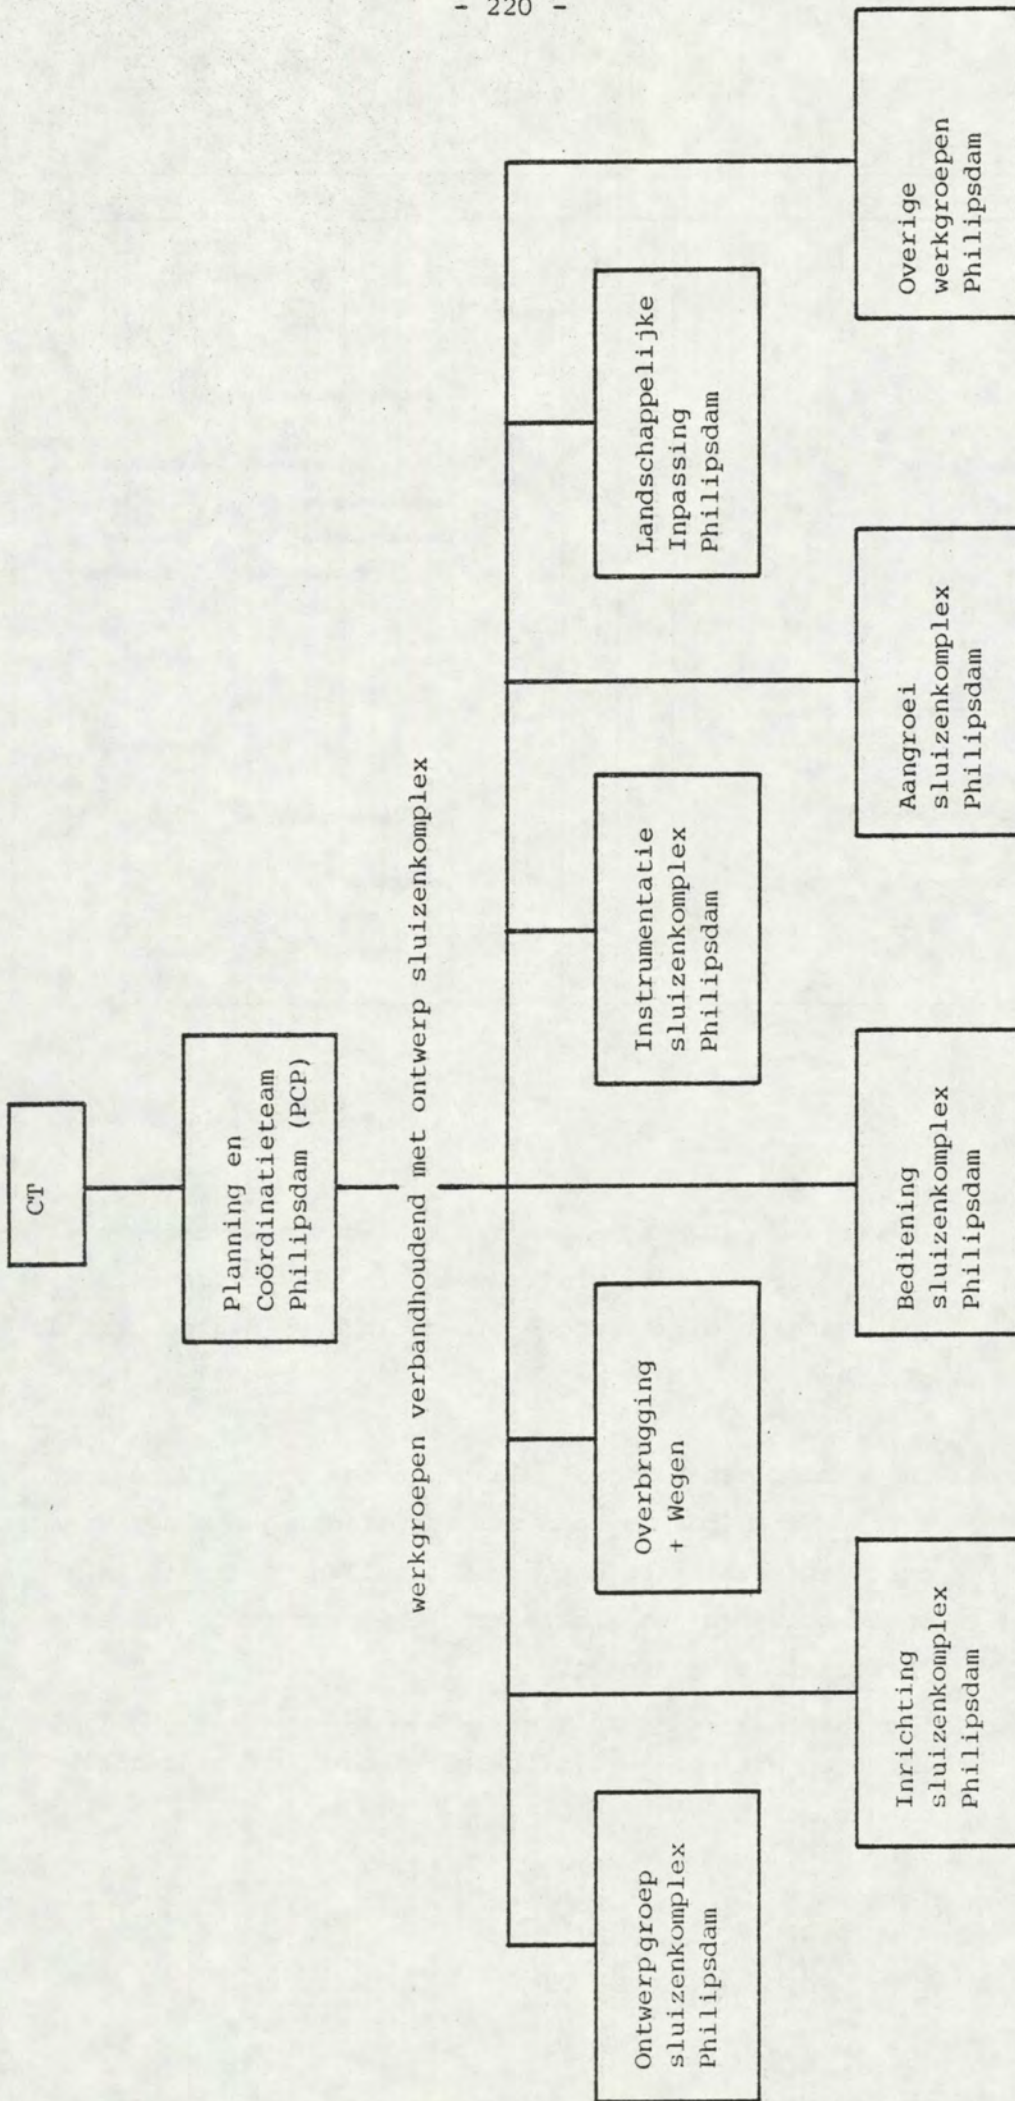 - 220 -
CT
Planning en
Coördinatieteam
Philipsdam (PCP)
werkgroepen verbandhoudend met ontwerp sluizenkomplex
Ontwerpgroep
sluizenkomplex
Philipsdam
Overbrugging
+ Wegen
Instrumentatie
sluizenkomplex
Philipsdam
Landschappelijke
Inpassing
Philipsdam
Inrichting
sluizenkomplex
Philipsdam
Bediening
sluizenkomplex
Philipsdam
Aangroei
sluizenkomplex
Philipsdam
Overige
werkgroepen
Philipsdam